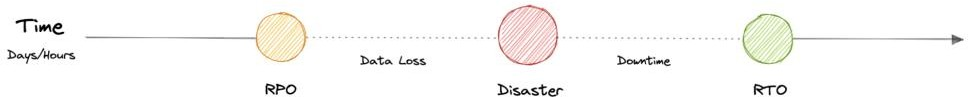 Time
Days/Hours
Data Loss
Downtime
RPO
Disaster
RTO